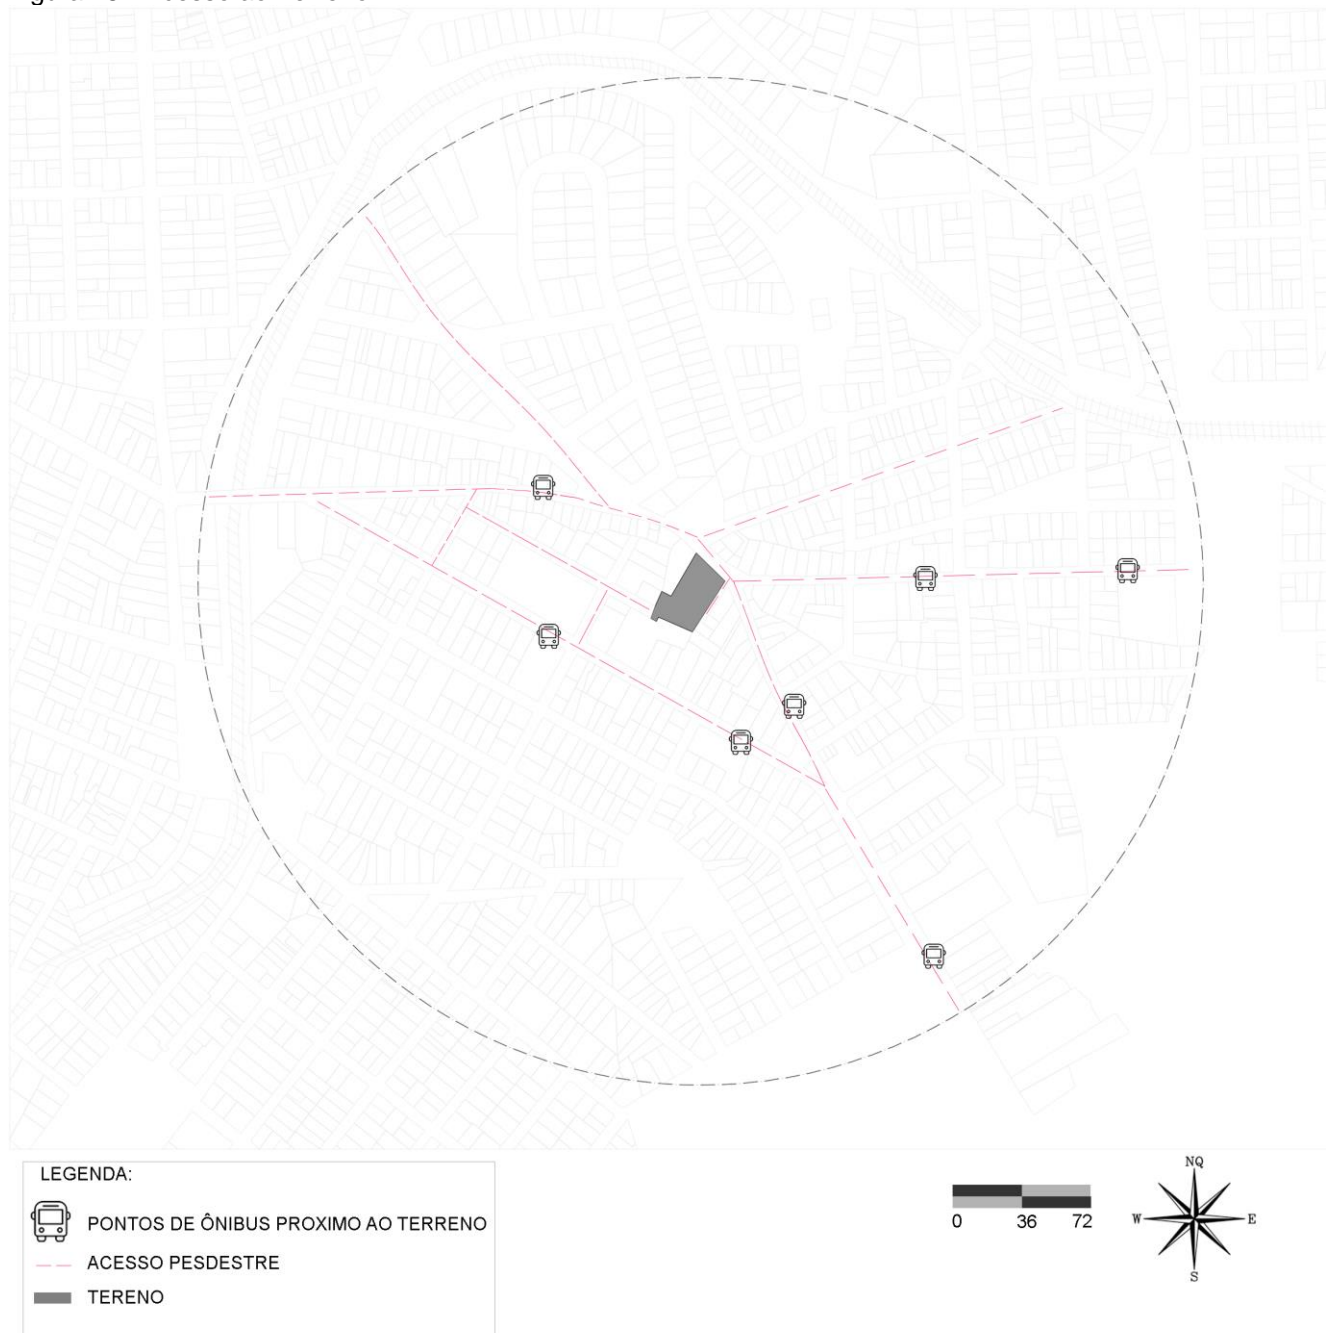 LEGENDA:
PONTOS DE ÔNIBUS PROXIMO AO TERRENO
ACESSO PESDESTRE
TERENO
0 36 72
NQ
W E
S